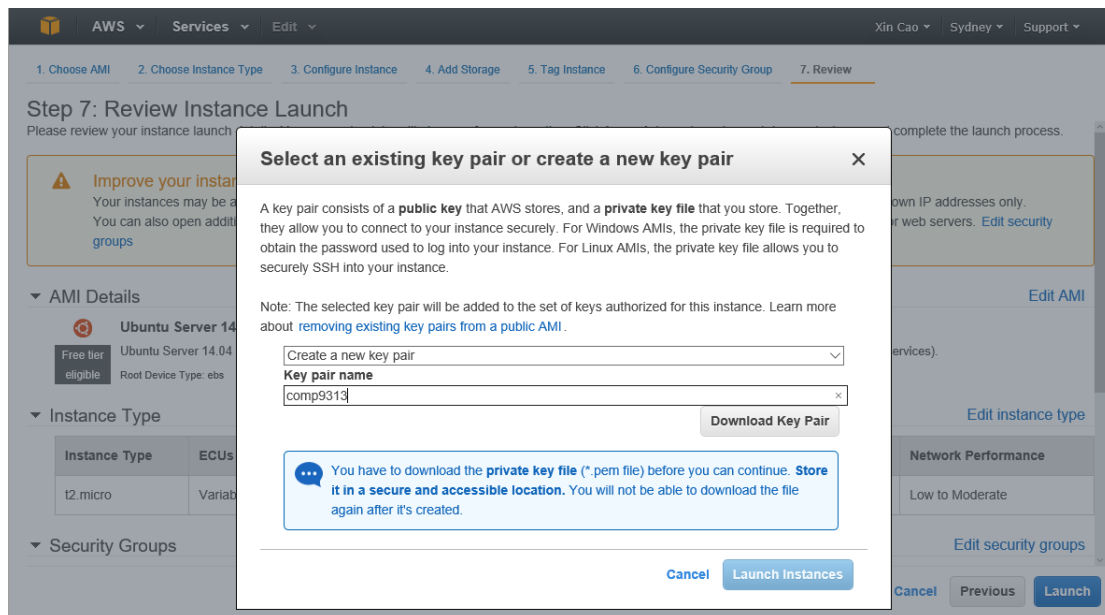 AWS Services Edit Xin Cao Sydney Support
1. Choose AMI 2. Choose Instance Type 3. Configure Instance 4. Add Storage 5. Tag Instance 6. Configure Security Group 7. Review
Step 7: Review Instance Launch
Please review your instance launch complete the launch process.
Improve your instan
Your instances may be a own IP addresses only.
You can also open additi or web servers. Edit security
groups
AMI Details Edit AMI
Ubuntu Server 14
Free tier
eligible
Ubuntu Server 14.04 ervices).
Root Device Type: ebs
Instance Type Edit instance type
Instance Type ECUs Network Performance
t2.micro Variab Low to Moderate
Security Groups Edit security groups
Cancel Previous Launch
Select an existing key pair or create a new key pair ×
A key pair consists of a public key that AWS stores, and a private key file that you store. Together,
they allow you to connect to your instance securely. For Windows AMIs, the private key file is required to
obtain the password used to log into your instance. For Linux AMIs, the private key file allows you to
securely SSH into your instance.
Note: The selected key pair will be added to the set of keys authorized for this instance. Learn more
about removing existing key pairs from a public AMI .
Create a new key pair
Key pair name
comp9313 ×
Download Key Pair
You have to download the private key file (*.pem file) before you can continue. Store
it in a secure and accessible location. You will not be able to download the file
again after it's created.
Cancel Launch Instances